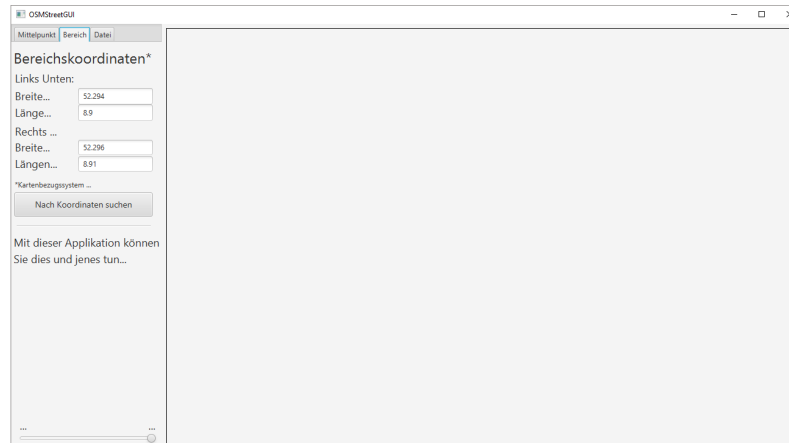 OSMStreetGUI
Mittelpunkt Bereich Datei
Bereichskoordinaten*
Links Unten:
Breite... 52.294
Länge... 8.9
Rechts ...
Breite... 52.296
Längen... 8.91
*Kartenbezugssystem ...
Nach Koordinaten suchen
Mit dieser Applikation können
Sie dies und jenes tun...
... ...